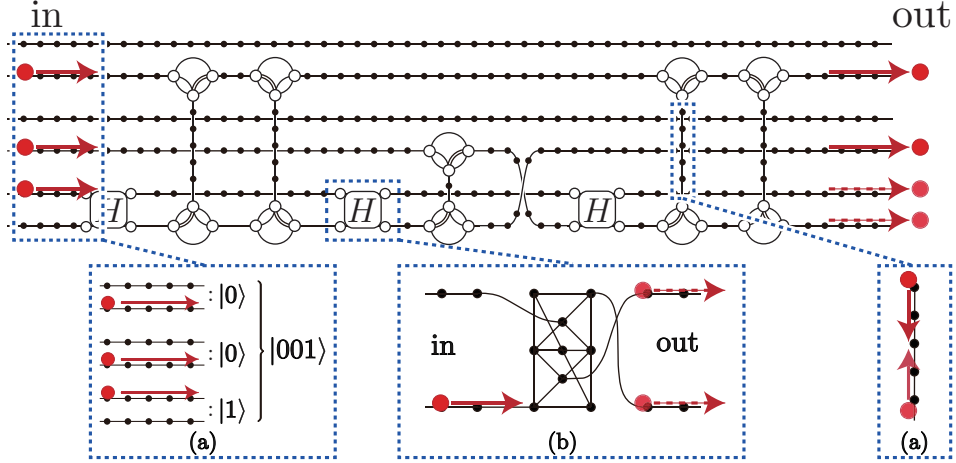 in out
H H H
: |0⟩
: |0⟩ |001⟩
: |1⟩
(a)
in out
(b)
(a)